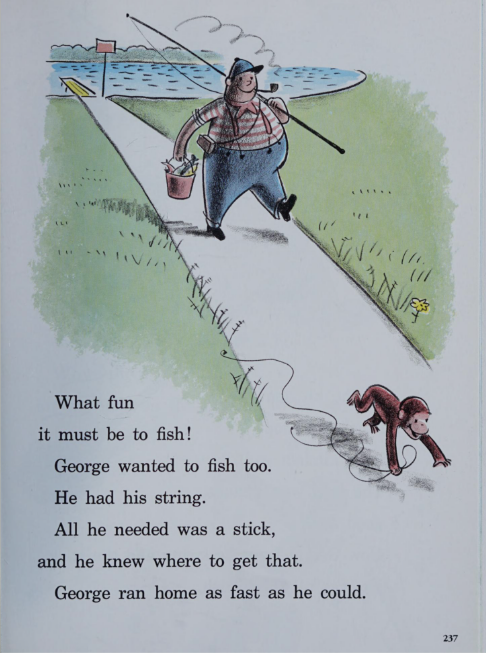 What fun
it must be to fish!
George wanted to fish too.
He had his string.
All he needed was a stick,
and he knew where to get that.
George ran home as fast as he could.
237